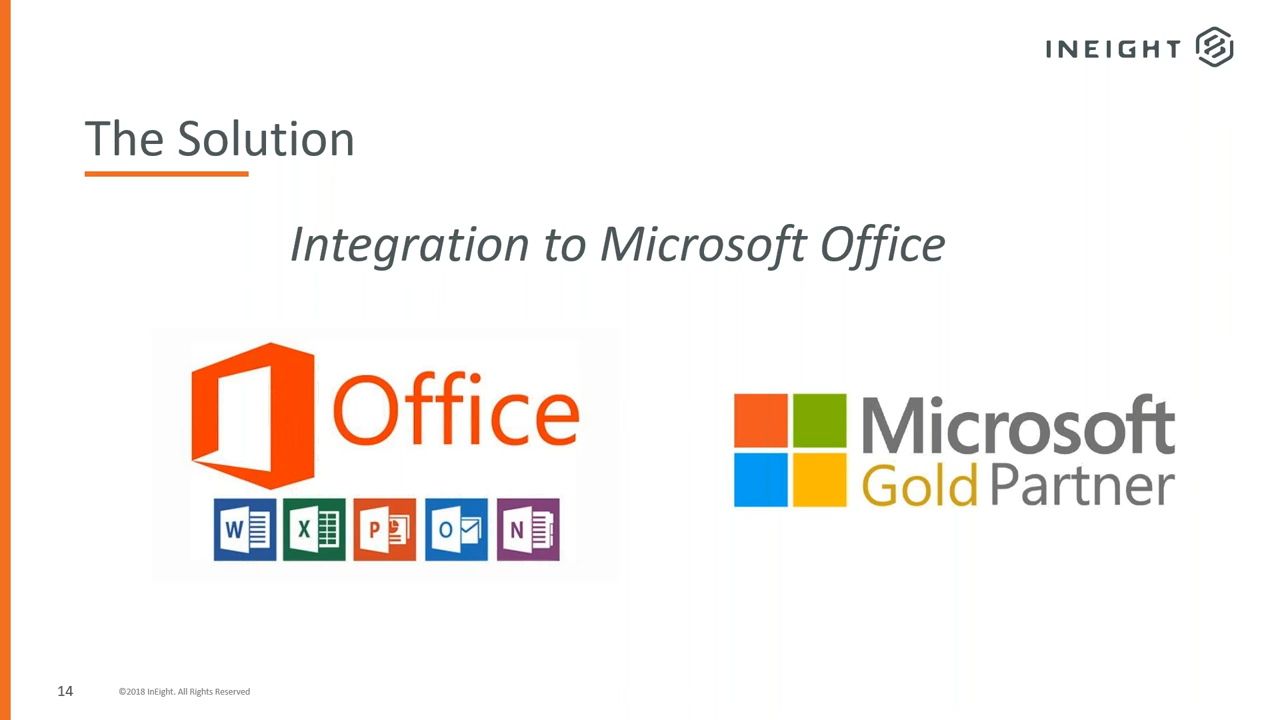 INEIGHT
The Solution
Integration to Microsoft Office
Office
W X P O N
Microsoft
Gold Partner
14 ©2018 InEight. All Rights Reserved